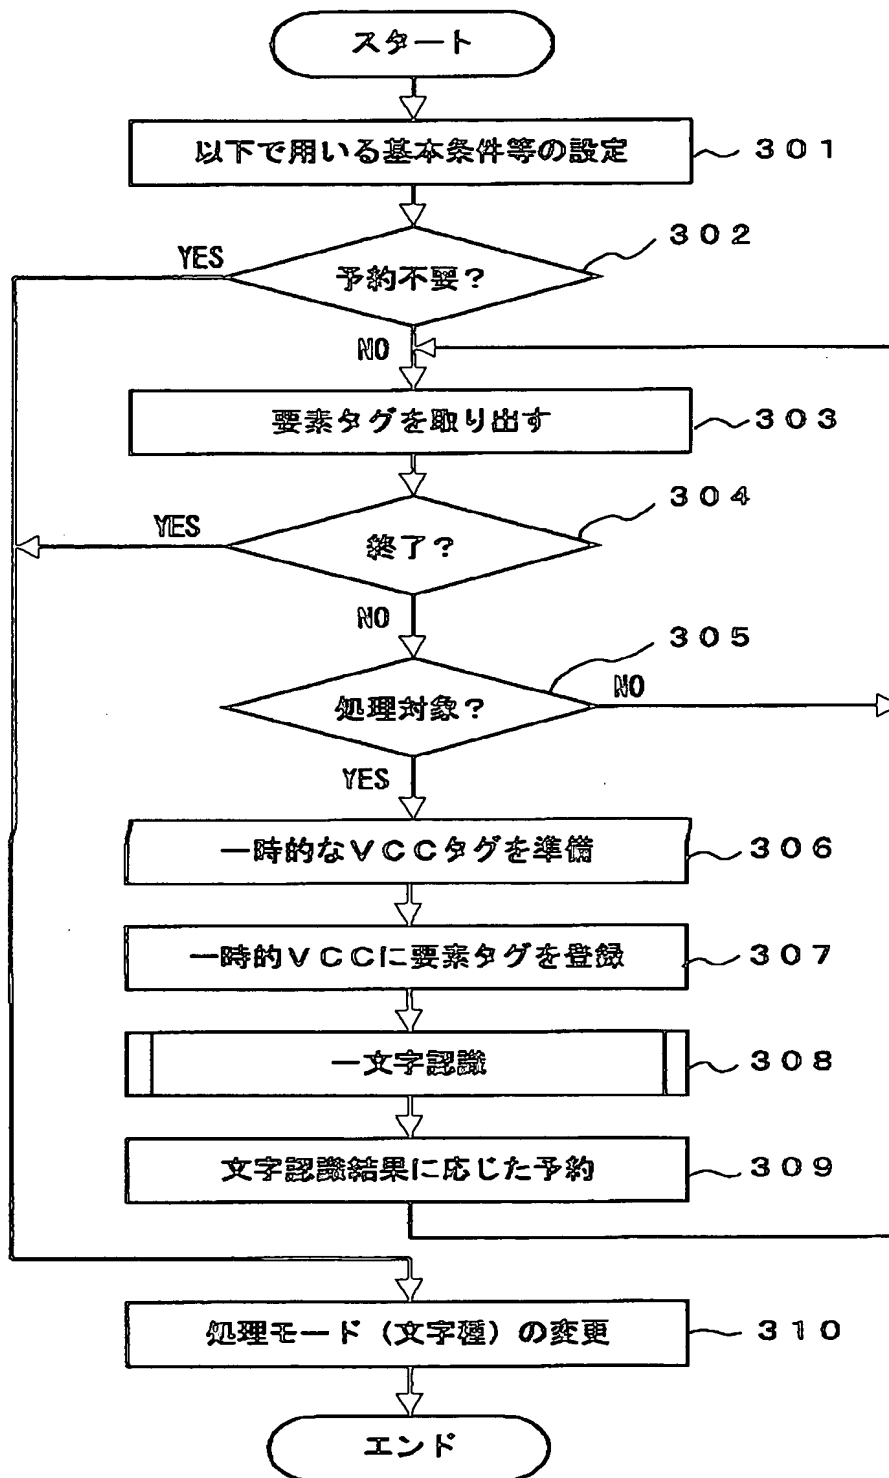 スタート
以下で用いる基本条件等の設定 301
302
YES
予約不要?
NO
要素タグを取り出す 303
304
YES
終了?
NO
305
処理対象?
NO
YES
一時的なVCCタグを準備 306
一時的VCCに要素タグを登録 307
一文字認識 308
文字認識結果に応じた予約 309
処理モード(文字種)の変更 310
エンド